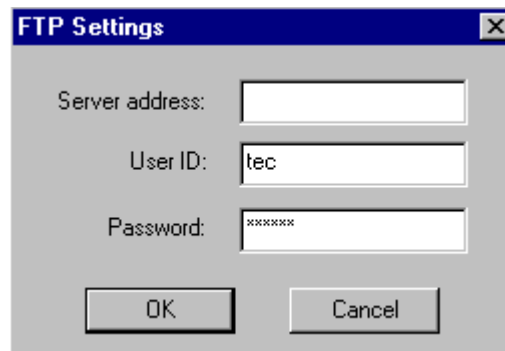 FTP Settings
Server address:
User ID: tec
Password: ******
OK Cancel